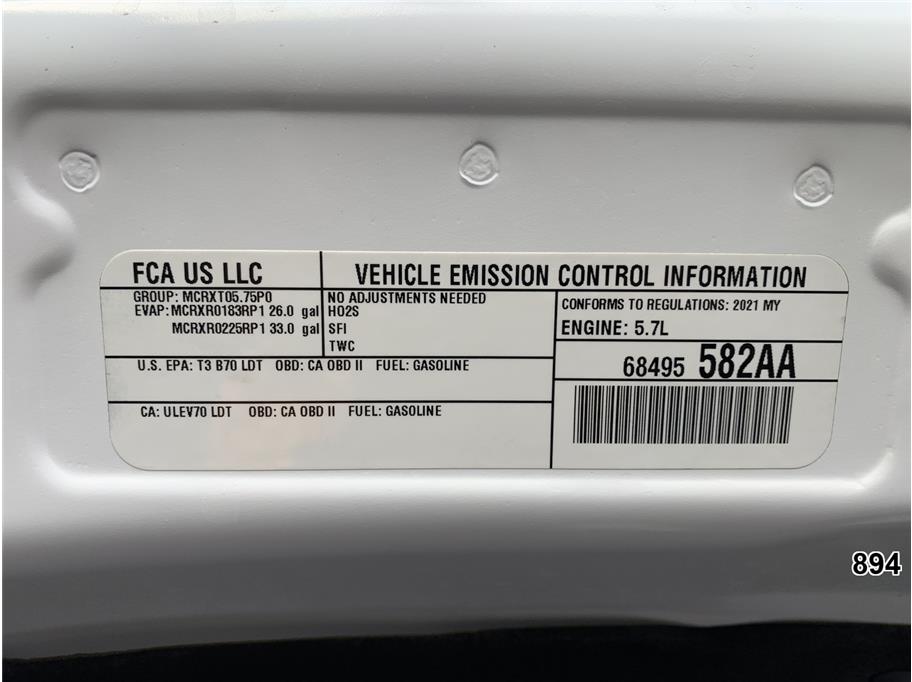 FCA US LLC
VEHICLE EMISSION CONTROL INFORMATION
GROUP: MCRXT05.75P0
EVAP: MCRXR0183RP1 26.0 gal
MCRXR0225RP1 33.0 gal
NO ADJUSTMENTS NEEDED
HO2S
SFI
TWC
CONFORMS TO REGULATIONS: 2021 MY
ENGINE: 5.7L
68495 582AA
U.S. EPA: T3 B70 LDT OBD: CA OBD II FUEL: GASOLINE
CA: ULEV70 LDT OBD: CA OBD II FUEL: GASOLINE
894